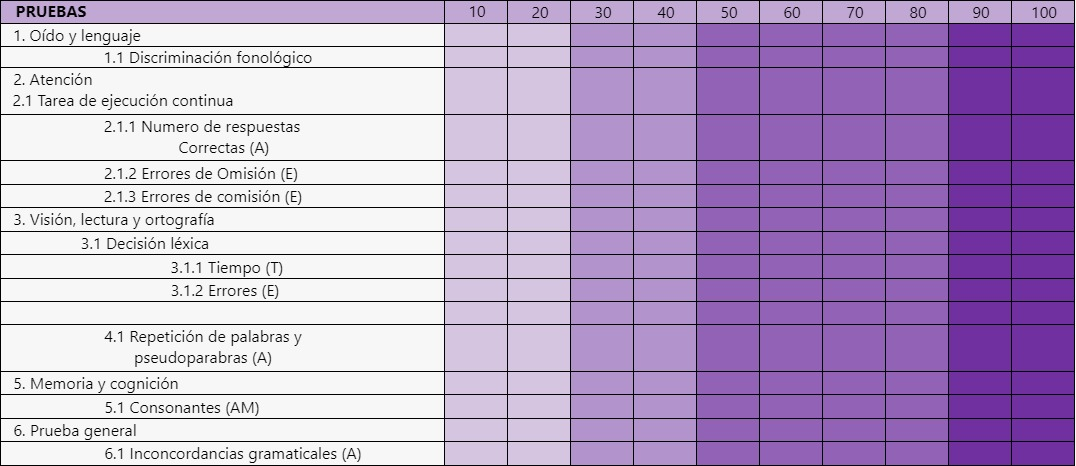 PRUEBAS 10 20 30 40 50 60 70 80 90 100
1. Oído y lenguaje
1.1 Discriminación fonológico
2. Atención
2.1 Tarea de ejecución continua
2.1.1 Numero de respuestas
Correctas (A)
2.1.2 Errores de Omisión (E)
2.1.3 Errores de comisión (E)
3. Visión, lectura y ortografía
3.1 Decisión léxica
3.1.1 Tiempo (T)
3.1.2 Errores (E)
4.1 Repetición de palabras y
pseudoparabras (A)
5. Memoria y cognición
5.1 Consonantes (AM)
6. Prueba general
6.1 Inconcordancias gramaticales (A)